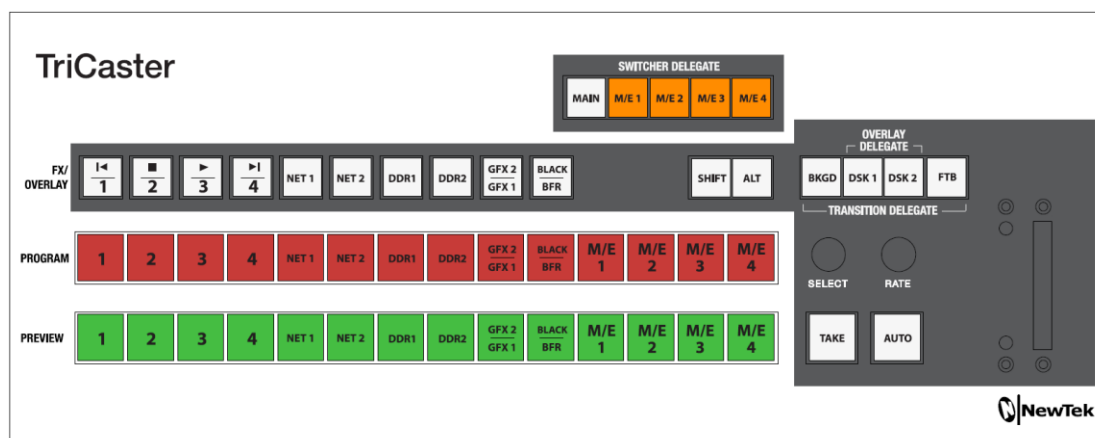 TriCaster
SWITCHER DELEGATE
MAIN M/E 1 M/E 2 M/E 3 M/E 4
OVERLAY
DELEGATE
FX/
OVERLAY
1 2 3 4 NET 1 NET 2 DDR1 DDR2 GFX 2 GFX 1 BLACK BFR SHIFT ALT BKGD DSK 1 DSK 2 FTB
TRANSITION DELEGATE
PROGRAM 1 2 3 4 NET 1 NET 2 DDR1 DDR2 GFX 2 GFX 1 BLACK BFR M/E 1 M/E 2 M/E 3 M/E 4
SELECT RATE
PREVIEW 1 2 3 4 NET 1 NET 2 DDR1 DDR2 GFX 2 GFX 1 BLACK BFR M/E 1 M/E 2 M/E 3 M/E 4
TAKE AUTO
NewTek